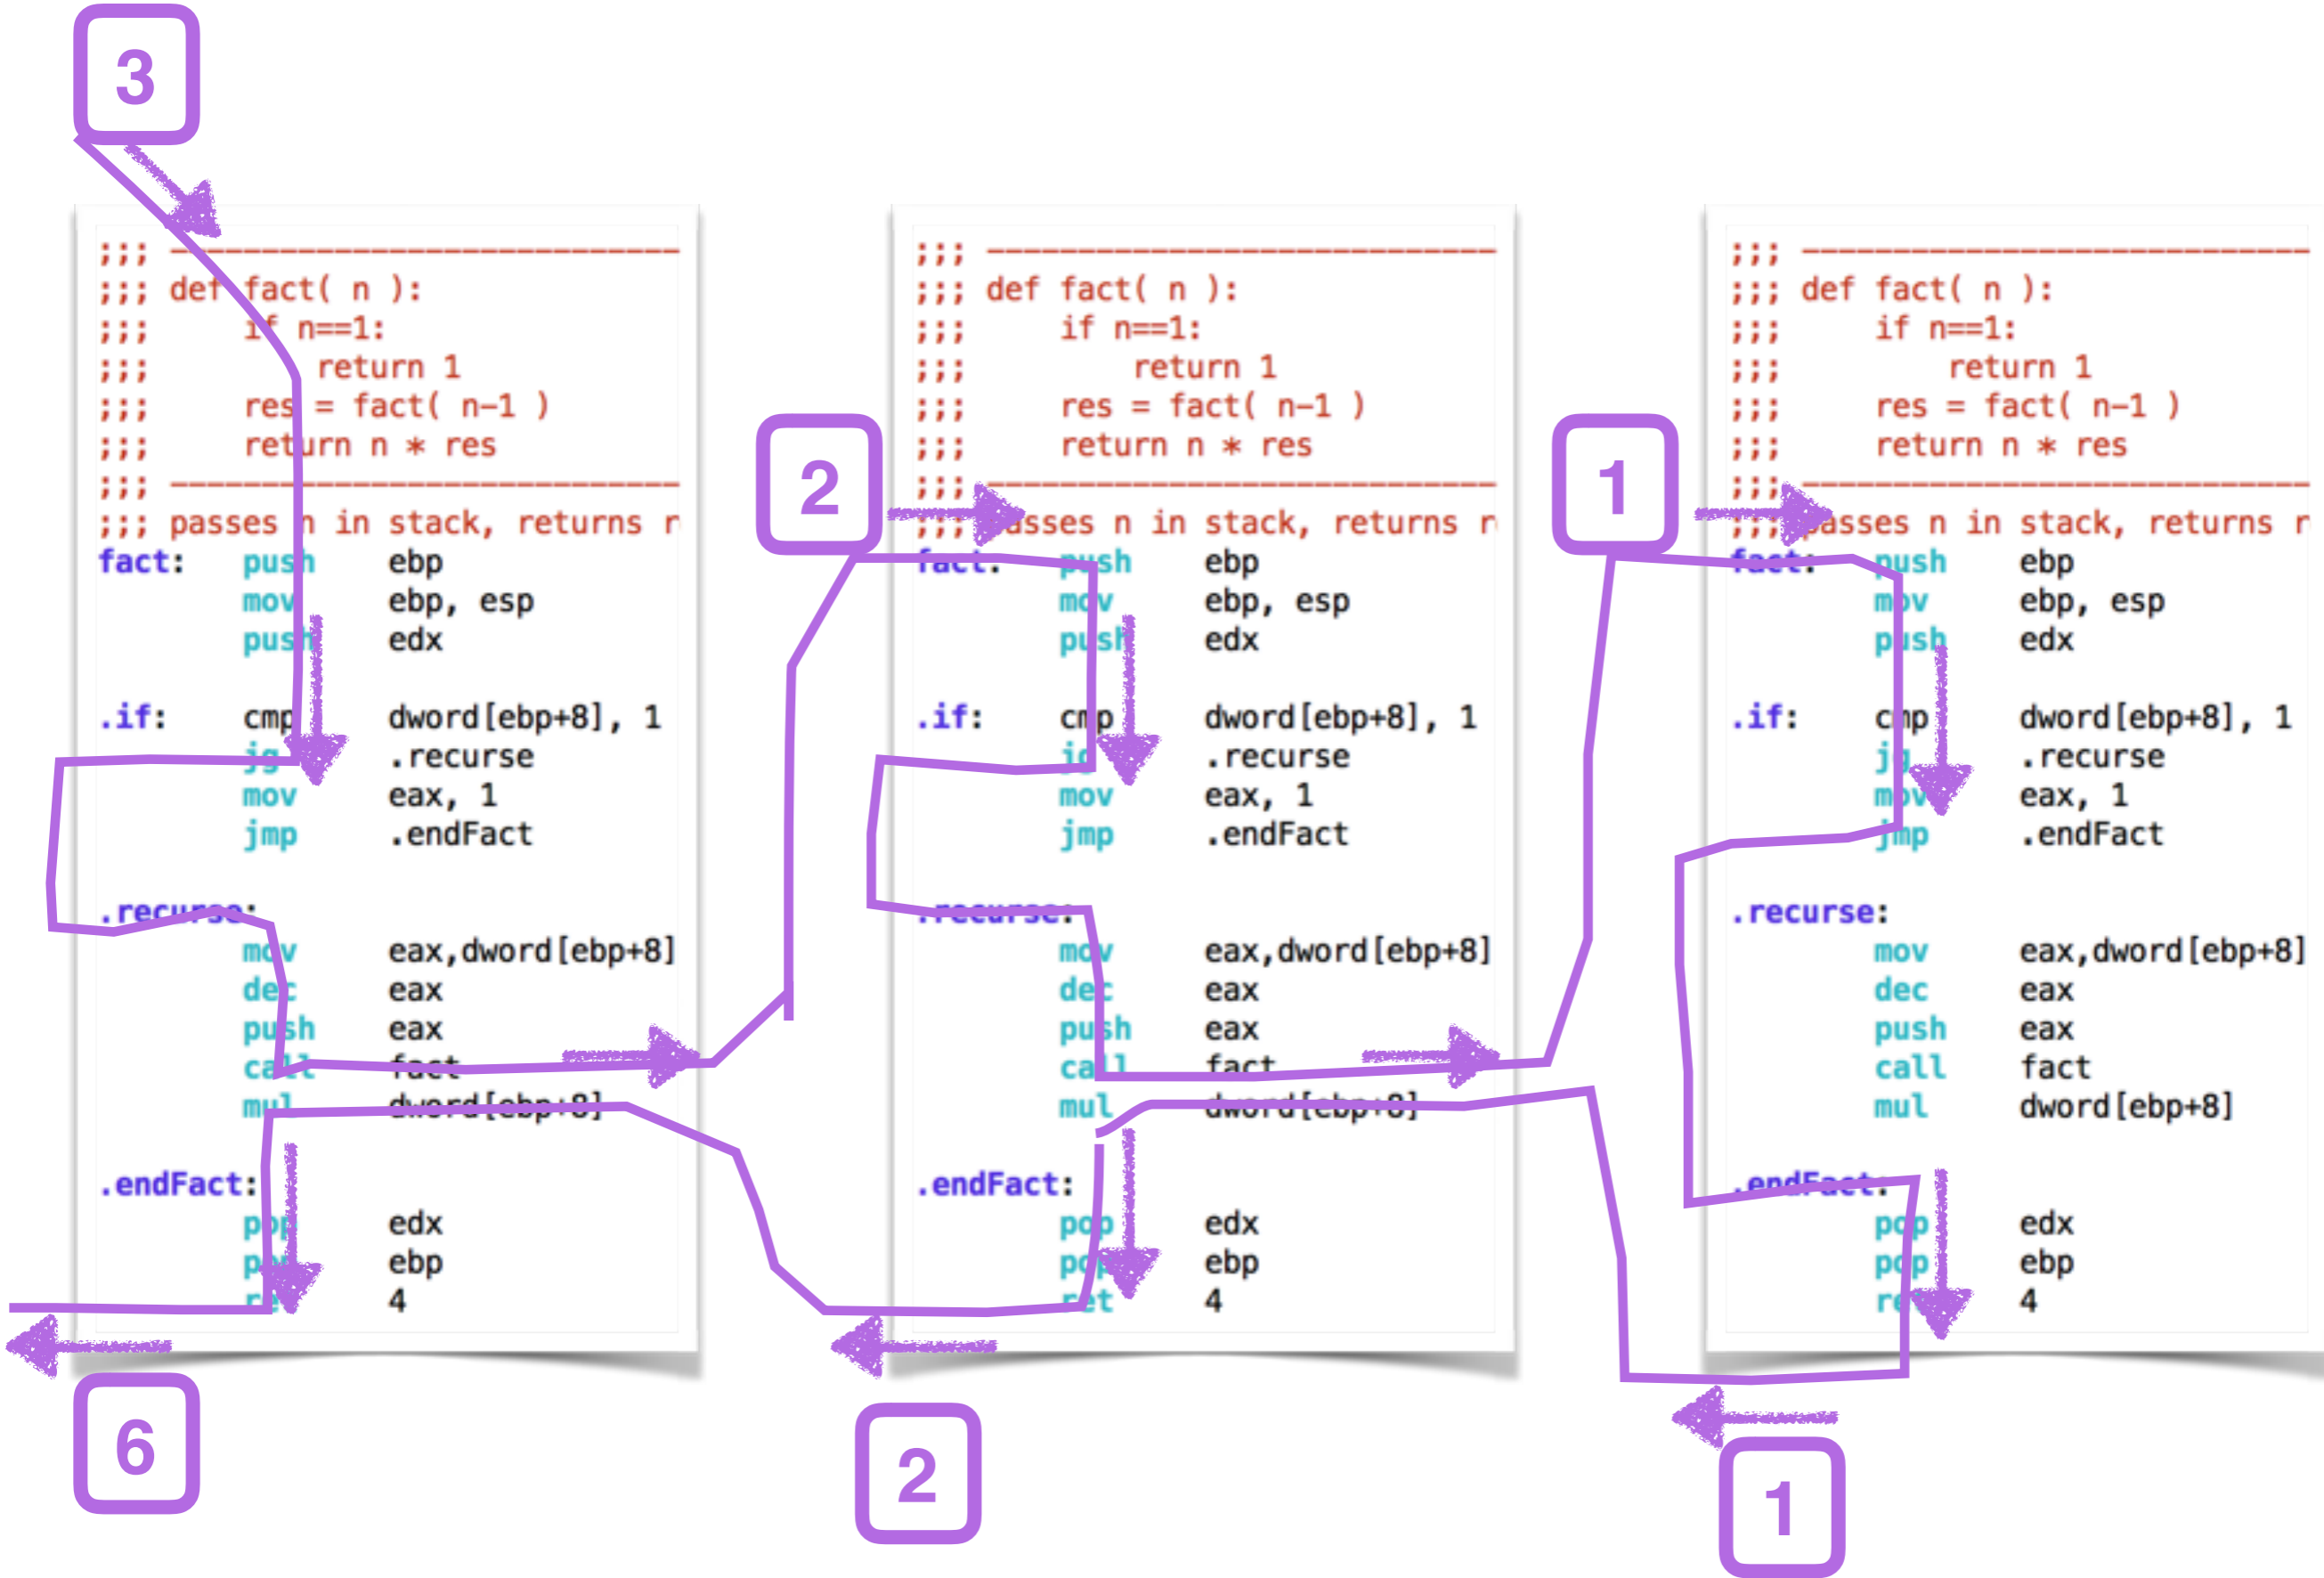 3
;;; ----------------------------
;;; def fact( n ):
;;;     if n==1:
;;;         return 1
;;;     res = fact( n-1 )
;;;     return n * res
;;; ----------------------------
;;; passes n in stack, returns r
fact:   push    ebp
        mov     ebp, esp
        push    edx
.if:    cmp     dword[ebp+8], 1
        jg      .recurse
        mov     eax, 1
        jmp     .endFact
.recurse:
        mov     eax,dword[ebp+8]
        dec     eax
        push    eax
        call    fact
        mul     dword[ebp+8]
.endFact:
        pop     edx
        pop     ebp
        ret     4
6
2
;;; ----------------------------
;;; def fact( n ):
;;;     if n==1:
;;;         return 1
;;;     res = fact( n-1 )
;;;     return n * res
;;; ----------------------------
;;; passes n in stack, returns r
fact:   push    ebp
        mov     ebp, esp
        push    edx
.if:    cmp     dword[ebp+8], 1
        jg      .recurse
        mov     eax, 1
        jmp     .endFact
.recurse:
        mov     eax,dword[ebp+8]
        dec     eax
        push    eax
        call    fact
        mul     dword[ebp+8]
.endFact:
        pop     edx
        pop     ebp
        ret     4
2
1
;;; ----------------------------
;;; def fact( n ):
;;;     if n==1:
;;;         return 1
;;;     res = fact( n-1 )
;;;     return n * res
;;; ----------------------------
;;; passes n in stack, returns r
fact:   push    ebp
        mov     ebp, esp
        push    edx
.if:    cmp     dword[ebp+8], 1
        jg      .recurse
        mov     eax, 1
        jmp     .endFact
.recurse:
        mov     eax,dword[ebp+8]
        dec     eax
        push    eax
        call    fact
        mul     dword[ebp+8]
.endFact:
        pop     edx
        pop     ebp
        ret     4
1